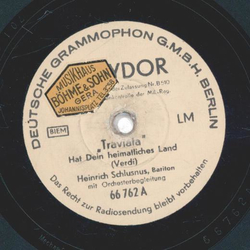 DEUTSCHE GRAMMOPHON G.M.B.H. BERLIN
YDOR
MUSIKHAUS
BÖHME & SOHN
GERA
BIEM
LM
"Traviata"
Hat Dein heimatliches Land
(Verdi)
Heinrich Schlusnus, Bariton
mit Orchesterbegleitung
66 762 A
Das Recht zur Radiosendung bleibt vorbehalten